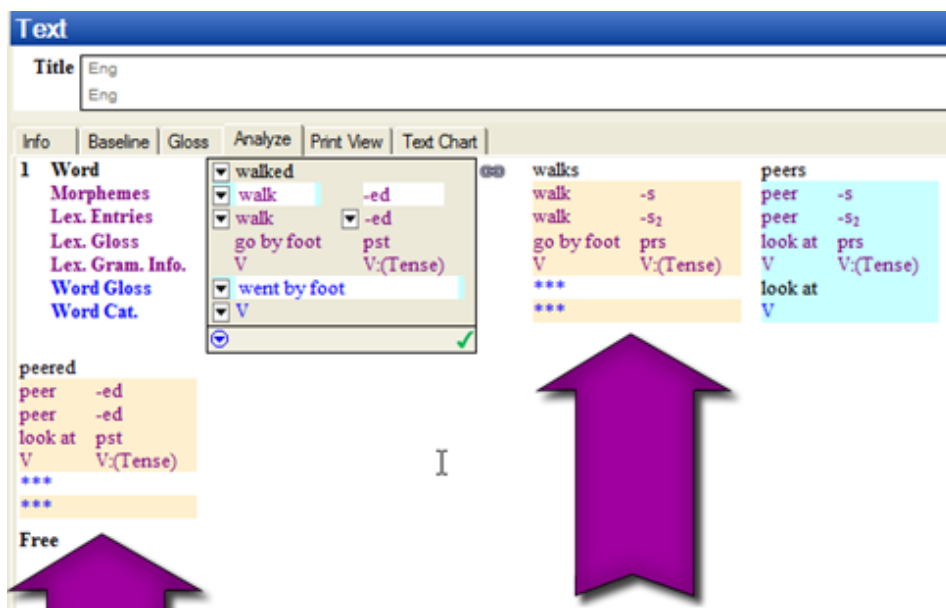 Text
Title Eng
Eng
Info Baseline Gloss Analyze Print View Text Chart
1 Word walked walks peers
Morphemes walk -ed walk -s peer -s
Lex. Entries walk -ed walk -s₂ peer -s₂
Lex. Gloss go by foot pst go by foot prs look at prs
Lex. Gram. Info. V V:(Tense) V V:(Tense) V V:(Tense)
Word Gloss went by foot *** look at
Word Cat. V *** V
peered
peer -ed
peer -ed
look at pst
V V:(Tense)
***
***
Free